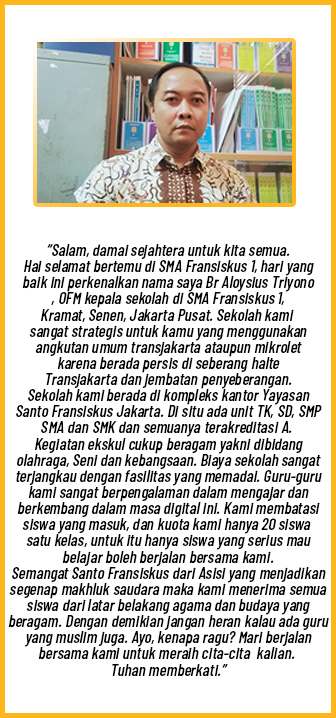 “Salam, damai sejahtera untuk kita semua.
Hai selamat bertemu di SMA Fransiskus 1, hari yang
baik ini perkenalkan nama saya Br Aloysius Triyono
, OFM kepala sekolah di SMA Fransiskus 1,
Kramat, Senen, Jakarta Pusat. Sekolah kami
sangat strategis untuk kamu yang menggunakan
angkutan umum transjakarta ataupun mikrolet
karena berada persis di seberang halte
Transjakarta dan jembatan penyeberangan.
Sekolah kami berada di kompleks kantor Yayasan
Santo Fransiskus Jakarta. Di situ ada unit TK, SD, SMP
SMA dan SMK dan semuanya terakreditasi A.
Kegiatan ekskul cukup beragam yakni dibidang
olahraga, Seni dan kebangsaan. Biaya sekolah sangat
terjangkau dengan fasilitas yang memadai. Guru-guru
kami sangat berpengalaman dalam mengajar dan
berkembang dalam masa digital ini. Kami membatasi
siswa yang masuk, dan kuota kami hanya 20 siswa
satu kelas, untuk itu hanya siswa yang serius mau
belajar boleh berjalan bersama kami.
Semangat Santo Fransiskus dari Asisi yang menjadikan
segenap makhluk saudara maka kami menerima semua
siswa dari latar belakang agama dan budaya yang
beragam. Dengan demikian jangan heran kalau ada guru
yang muslim juga. Ayo, kenapa ragu? Mari berjalan
bersama kami untuk meraih cita-cita kalian.
Tuhan memberkati.”